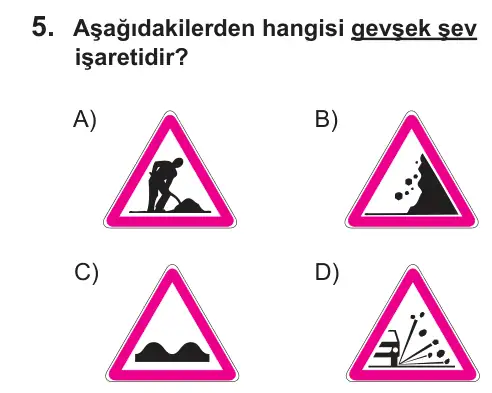 5. Aşağıdakilerden hangisi gevşek şev
işaretidir?
A)
B)
C)
D)